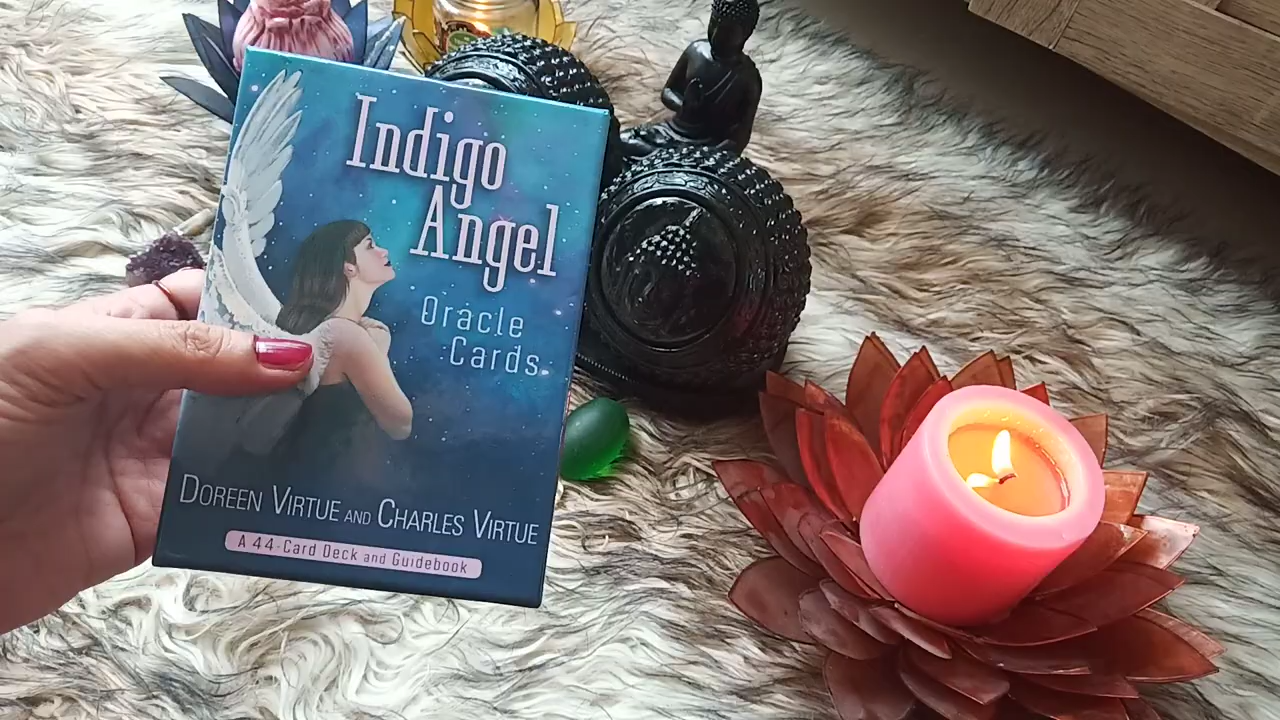 Indigo
Angel
Oracle
Cards
DOREEN VIRTUE AND CHARLES VIRTUE
A 44-Card Deck and Guidebook